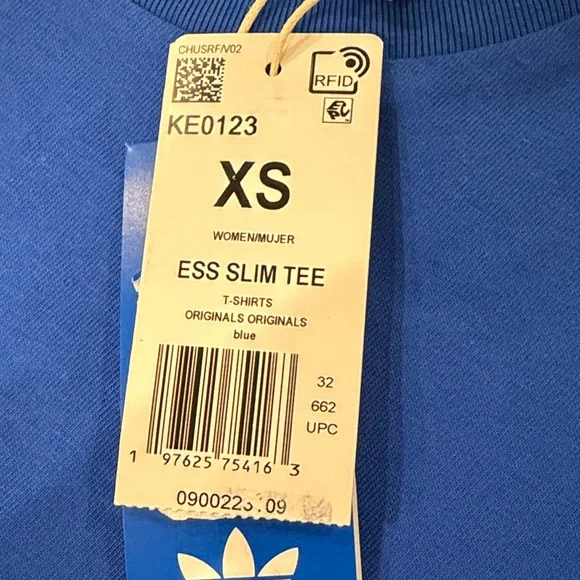 CHUSRF/V02
RFID
KE0123
XS
WOMEN/MUJER
ESS SLIM TEE
T-SHIRTS
ORIGINALS ORIGINALS
blue
32
662
UPC
1 97625 75416 3